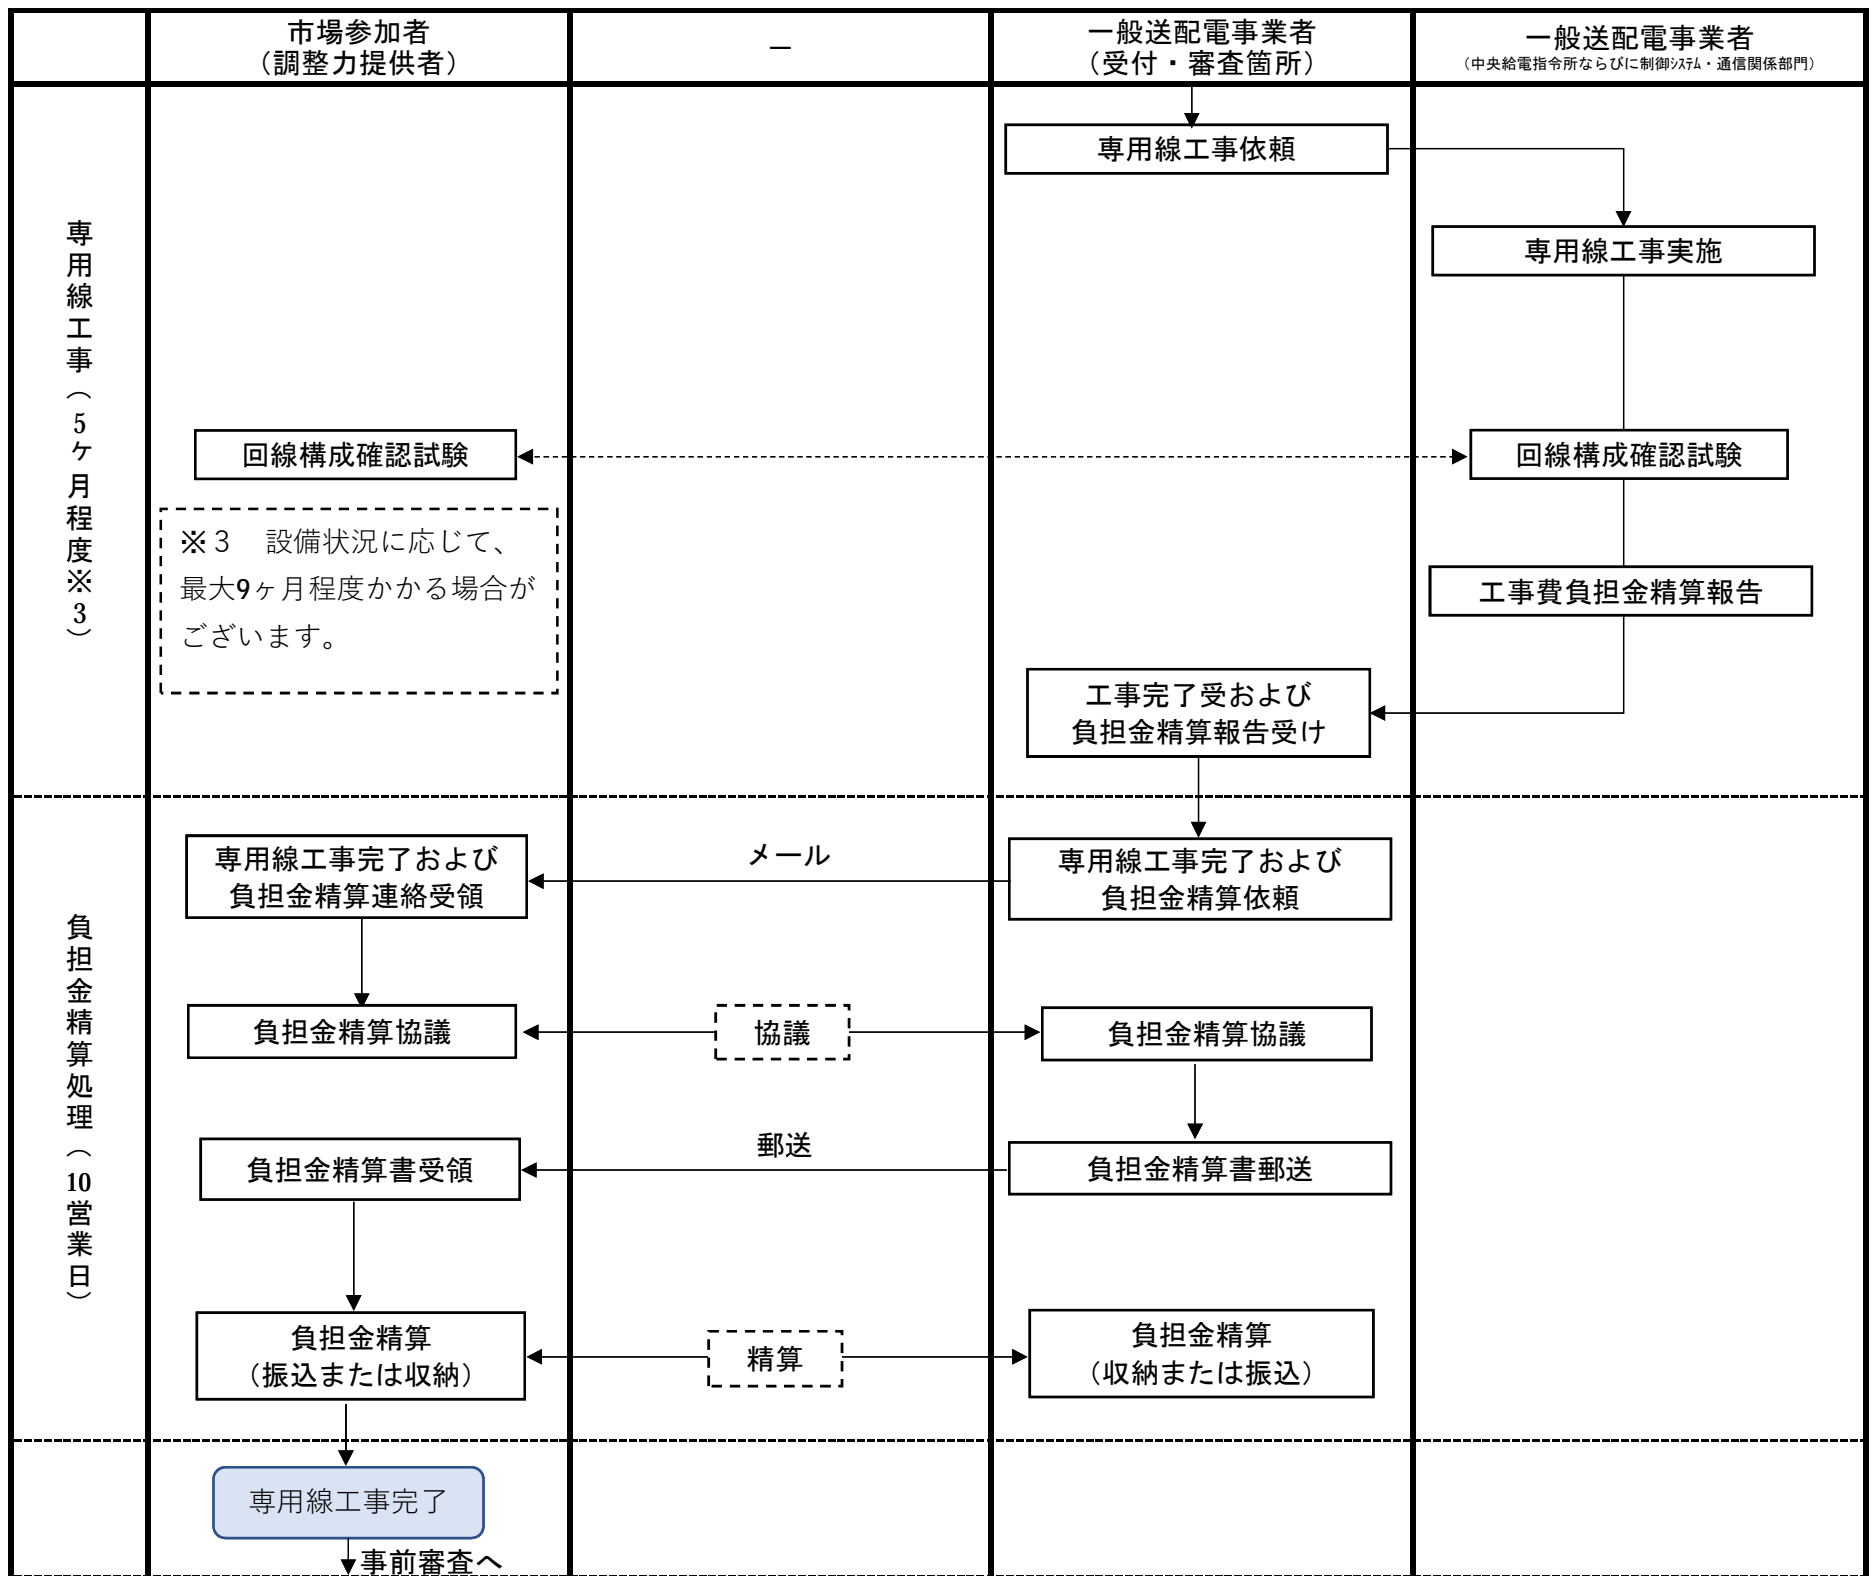 市場参加者
（調整力提供者）
－
一般送配電事業者
（受付・審査箇所）
一般送配電事業者
（中央給電指令所ならびに制御ｼｽﾃﾑ・通信関係部門）
専用線工事（5ヶ月程度※3）
専用線工事依頼
専用線工事実施
回線構成確認試験
回線構成確認試験
※３　設備状況に応じて、
最大9ヶ月程度かかる場合が
ございます。
工事費負担金精算報告
工事完了受および
負担金精算報告受け
負担金精算処理（10営業日）
専用線工事完了および
負担金精算連絡受領
メール
専用線工事完了および
負担金精算依頼
負担金精算協議
協議
負担金精算協議
負担金精算書受領
郵送
負担金精算書郵送
負担金精算
（振込または収納）
精算
負担金精算
（収納または振込）
専用線工事完了
事前審査へ